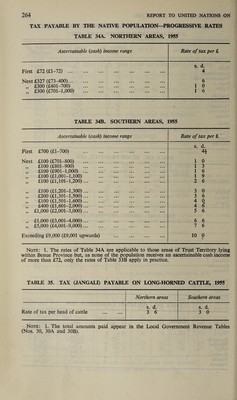 264 REPORT TO UNITED NATIONS ON
TAX PAYABLE BY THE NATIVE POPULATION—PROGRESSIVE RATES
TABLE 34A. NORTHERN AREAS, 1955
Ascertainable (cash) income range Rate of tax per £
s. d.
First £72 (£1-72) ... 4
Next £327 (£73-400)... 6
„ £300 (£401-700) 1 0
„ £300 (£701-1,000) 1 6
TABLE 34B. SOUTHERN AREAS, 1955
Ascertainable (cash) income range Rate of tax per £
s. d.
First £700 (£1-700) 4½
Next £100 (£701-800) 1 0
„ £100 (£801-900) 1 3
„ £100 (£901-1,000) 1 6
„ £100 (£1,001-1,100) 1 9
„ £100 (£1,101-1,200) 2 6
„ £100 (£1,201-1,300) 3 0
„ £200 (£1,301-1,500) 3 6
„ £100 (£1,501-1,600) 4 0
„ £400 (£1,601-2,000) 4 6
„ £1,000 (£2,001-3,000) 5 6
„ £1,000 (£3,001-4,000) 6 6
„ £5,000 (£4,001-9,000) 7 6
Exceeding £9,000 (£9,001 upwards) 10 0
NOTE: 1. The rates of Table 34A are applicable to those areas of Trust Territory lying
within Benue Province but, as none of the population receives an ascertainable cash income
of more than £72, only the rates of Table 33B apply in practice.
TABLE 35. TAX (JANGALI) PAYABLE ON LONG-HORNED CATTLE, 1955
Northern areas Southern areas
s. d. s. d.
Rate of tax per head of cattle 3 6 3 0
NOTE: 1. The total amounts paid appear in the Local Government Revenue Tables
(Nos. 30, 30A and 30B).